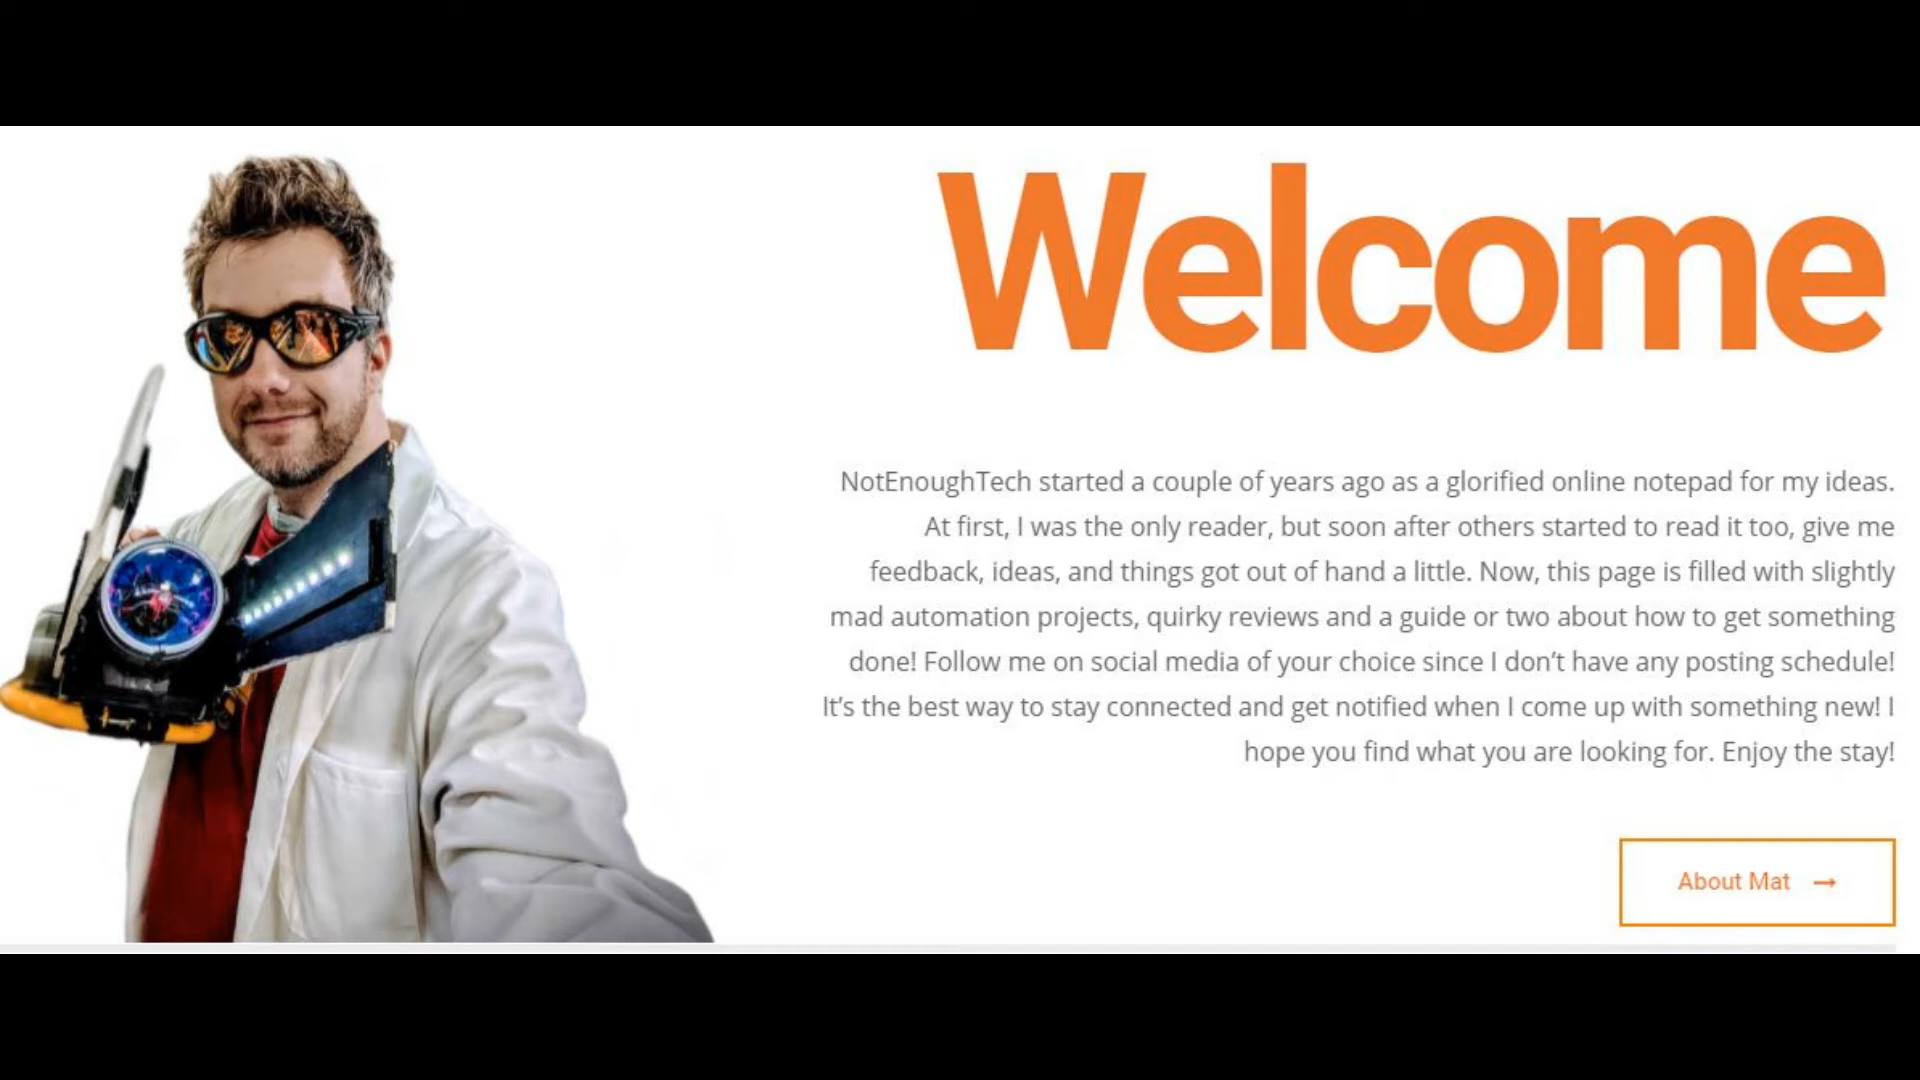 Welcome
NotEnoughTech started a couple of years ago as a glorified online notepad for my ideas.
At first, I was the only reader, but soon after others started to read it too, give me
feedback, ideas, and things got out of hand a little. Now, this page is filled with slightly
mad automation projects, quirky reviews and a guide or two about how to get something
done! Follow me on social media of your choice since I don’t have any posting schedule!
It’s the best way to stay connected and get notified when I come up with something new! I
hope you find what you are looking for. Enjoy the stay!
About Mat →